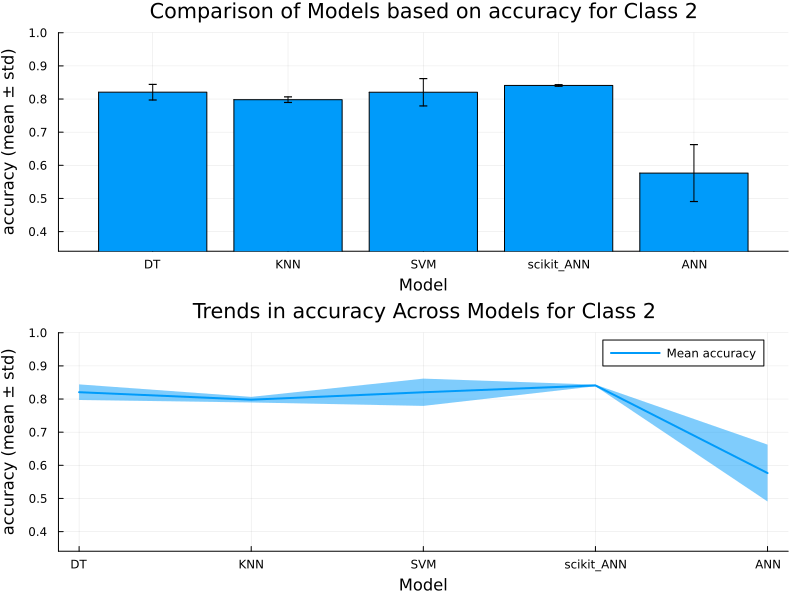 Comparison of Models based on accuracy for Class 2
accuracy (mean ± std)
1.0
0.9
0.8
0.7
0.6
0.5
0.4
DT KNN SVM scikit_ANN ANN
Model
Trends in accuracy Across Models for Class 2
accuracy (mean ± std)
1.0
0.9
0.8
0.7
0.6
0.5
0.4
Mean accuracy
DT KNN SVM scikit_ANN ANN
Model